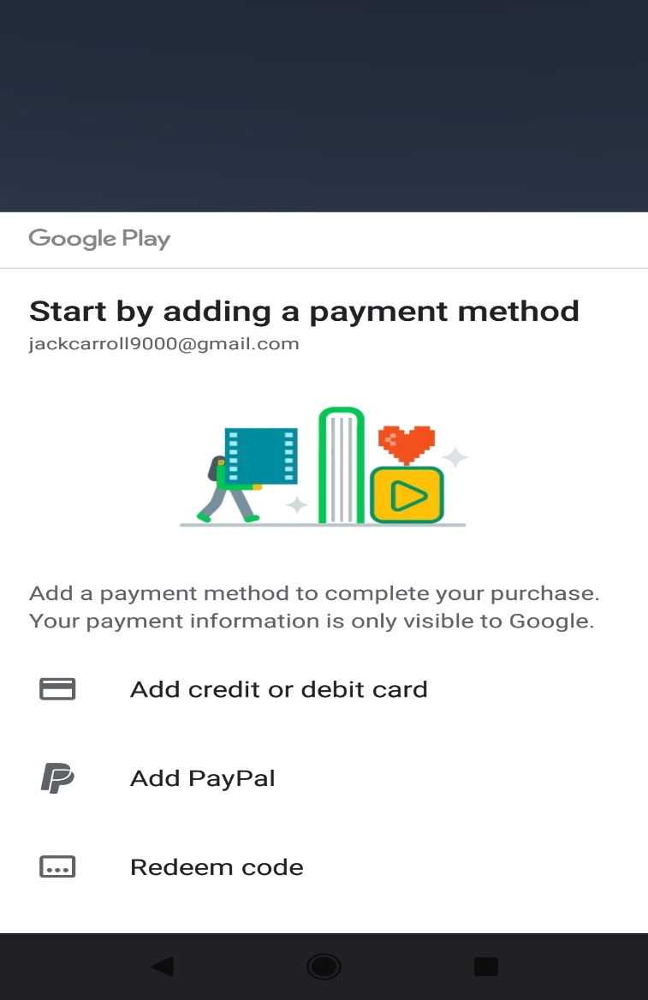 Google Play
Start by adding a payment method
jackcarroll9000@gmail.com
Add a payment method to complete your purchase.
Your payment information is only visible to Google.
Add credit or debit card
Add PayPal
Redeem code